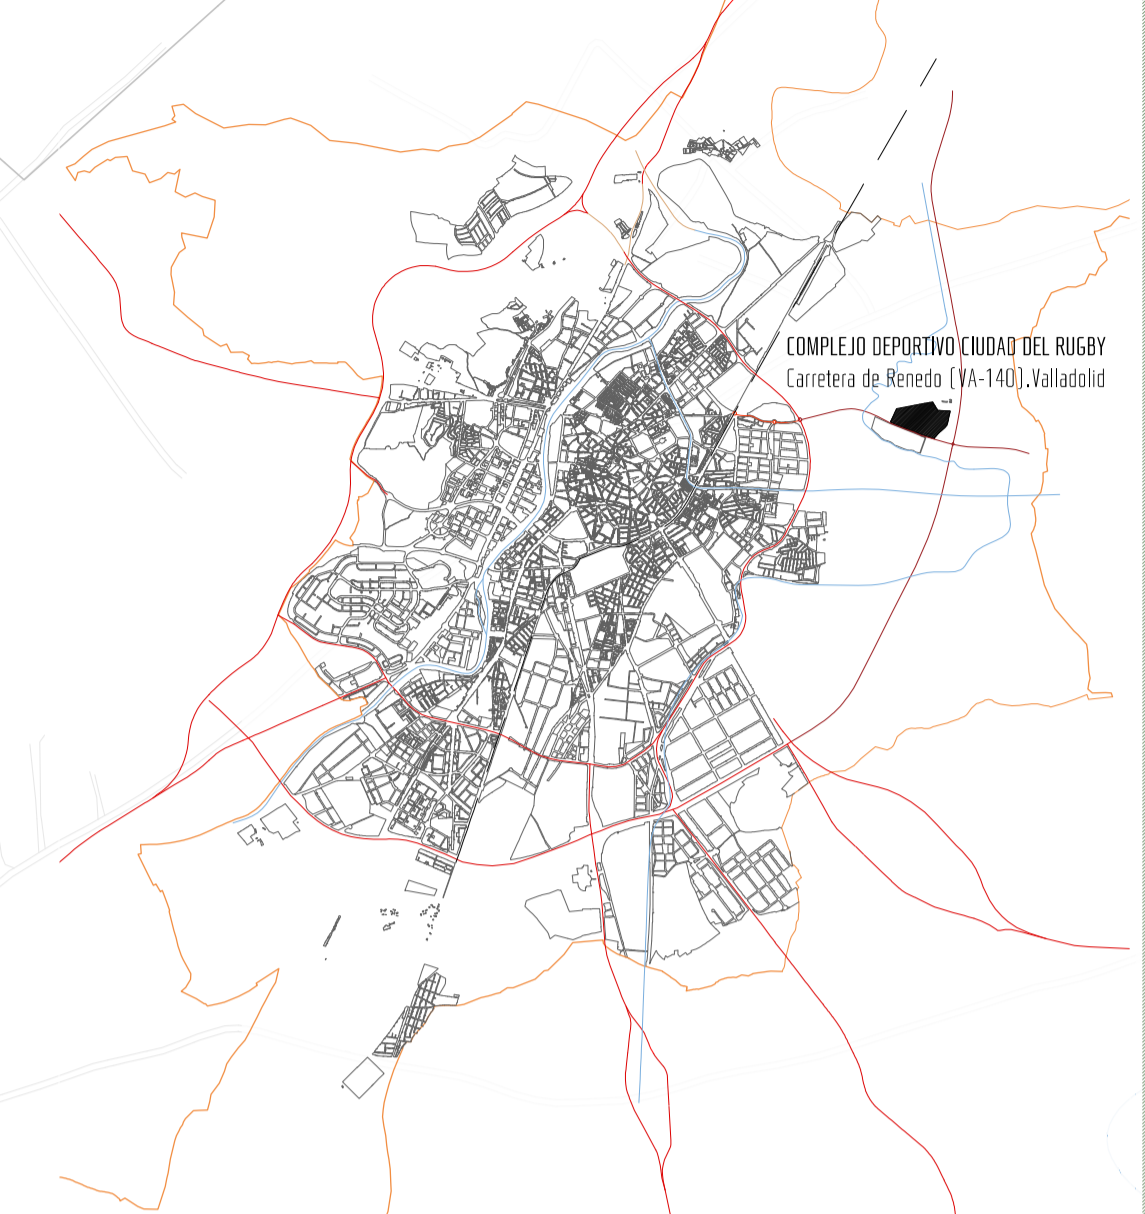 COMPLEJO DEPORTIVO CIUDAD DEL RUGBY
Carretera de Renedo (VA-140).Valladolid